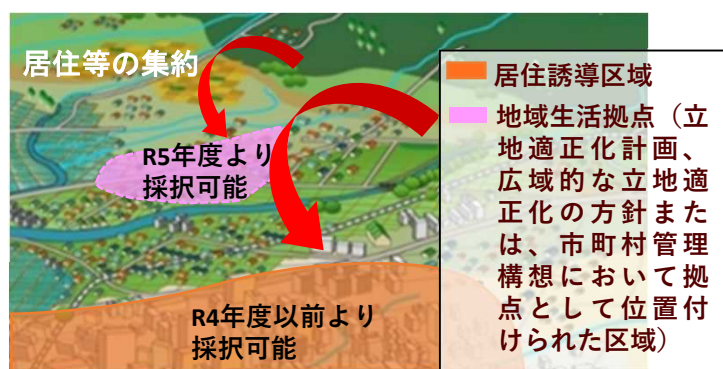 居住等の集約
R5年度より
採択可能
R4年度以前より
採択可能
居住誘導区域
地域生活拠点（立
地適正化計画、
広域的な立地適
正化の方針また
は、市町村管理
構想において拠
点として位置付
けられた区域）